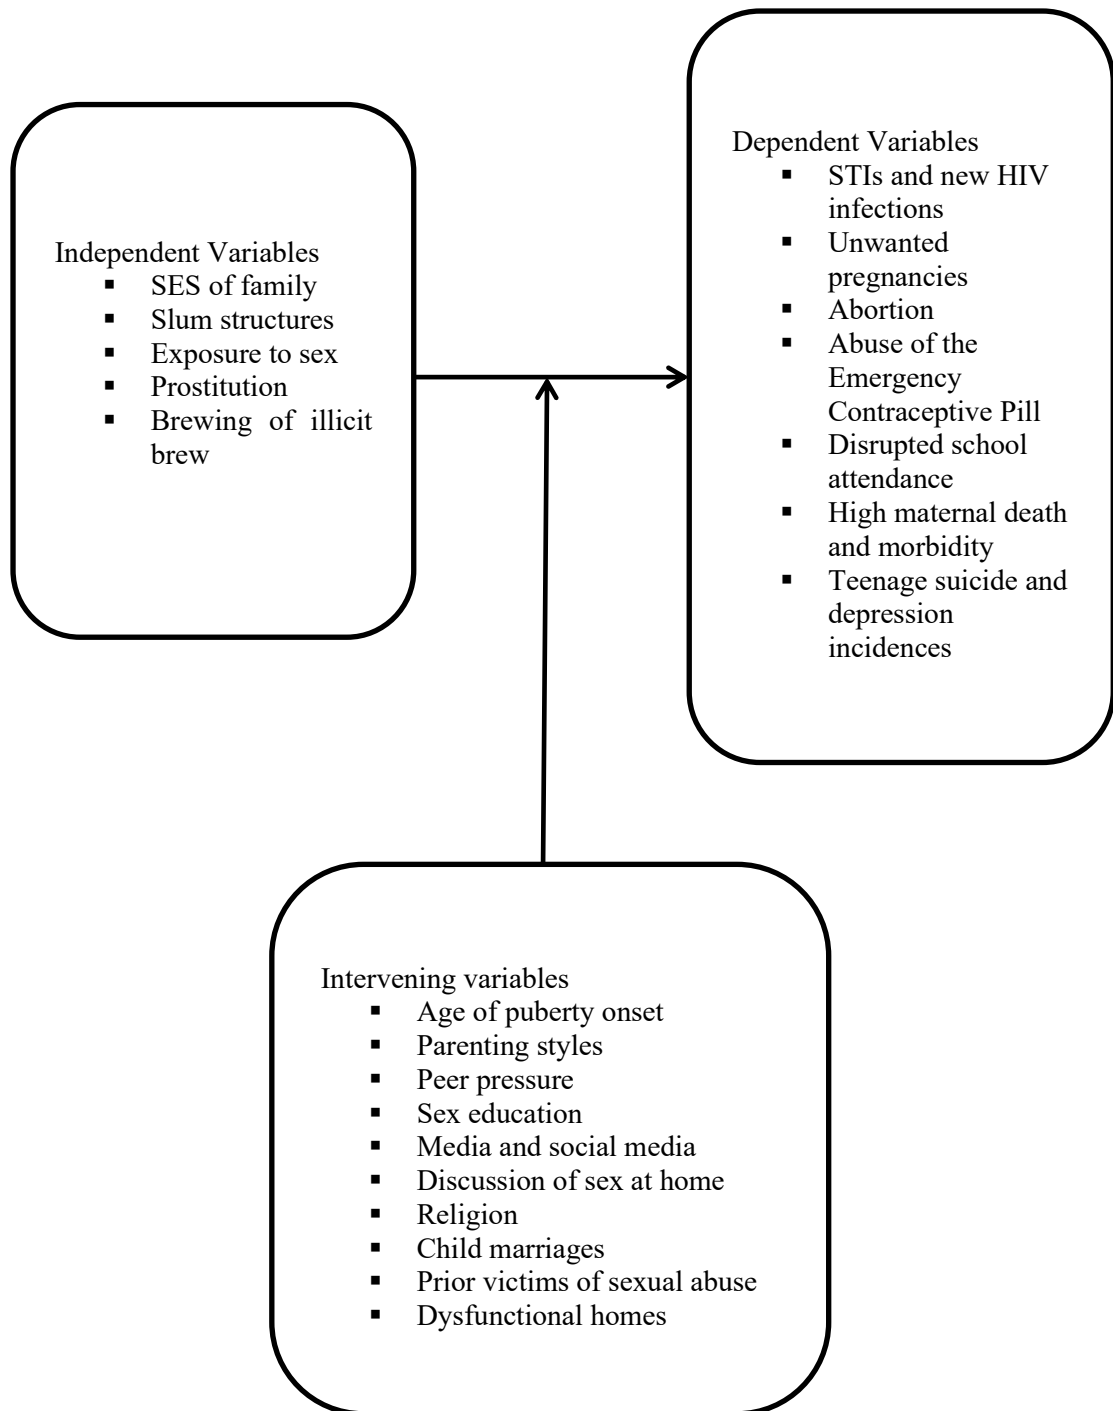 Independent Variables
▪ SES of family
▪ Slum structures
▪ Exposure to sex
▪ Prostitution
▪ Brewing of illicit
brew
Dependent Variables
▪ STIs and new HIV
infections
▪ Unwanted
pregnancies
▪ Abortion
▪ Abuse of the
Emergency
Contraceptive Pill
▪ Disrupted school
attendance
▪ High maternal death
and morbidity
▪ Teenage suicide and
depression
incidences
Intervening variables
▪ Age of puberty onset
▪ Parenting styles
▪ Peer pressure
▪ Sex education
▪ Media and social media
▪ Discussion of sex at home
▪ Religion
▪ Child marriages
▪ Prior victims of sexual abuse
▪ Dysfunctional homes